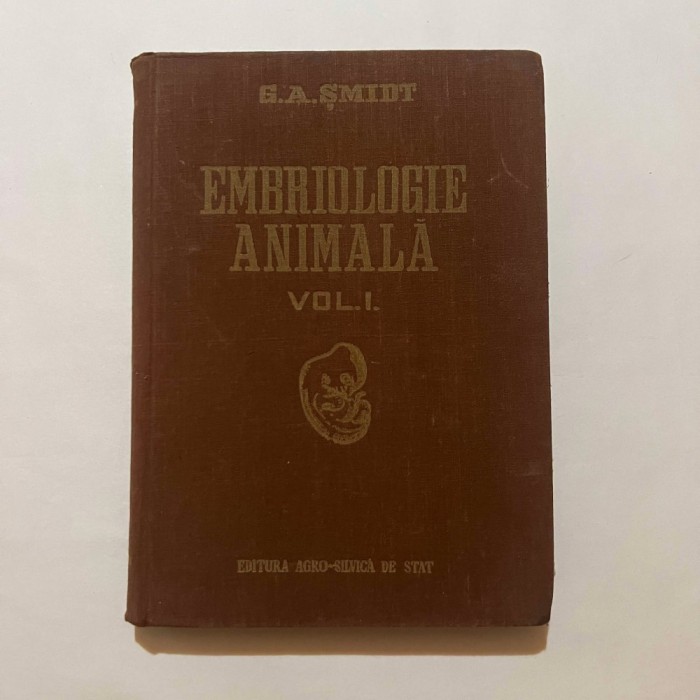 G.A.ȘMIDT
EMBRIOLOGIE
ANIMALĂ
VOL.I.
EDITURA AGRO-SILVICĂ DE STAT